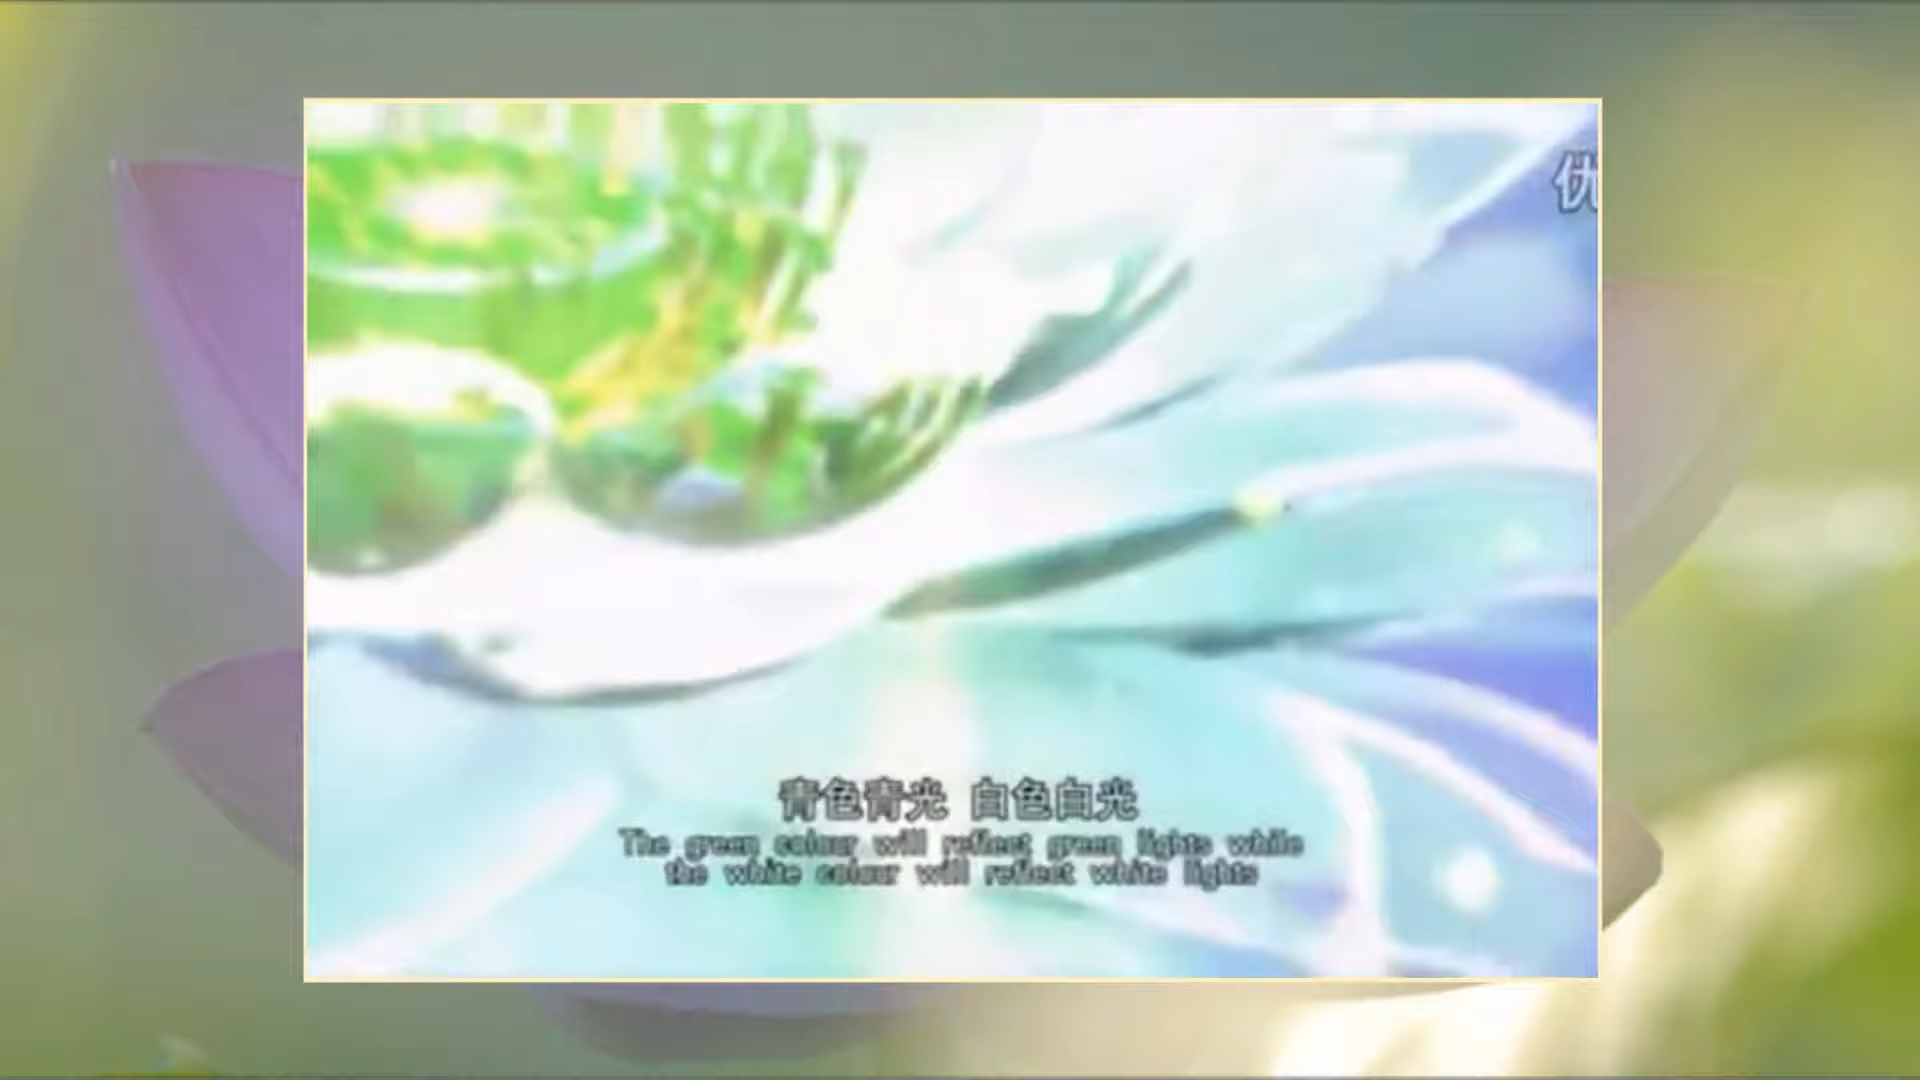 优
青色青光 白色白光
The green colour will reflect green lights while
the white colour will reflect white lights